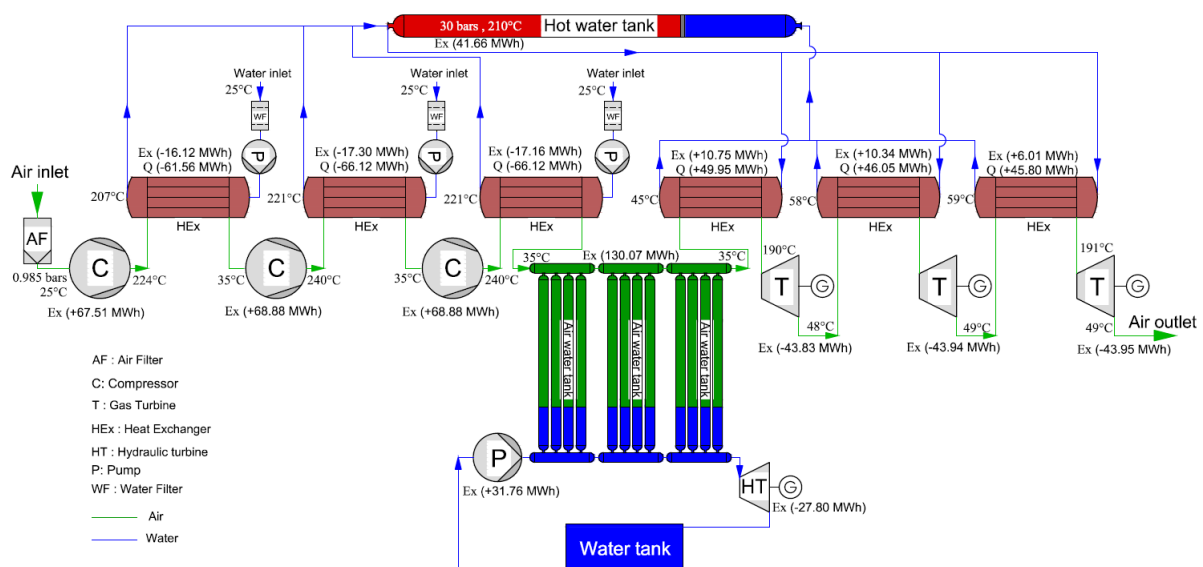 30 bars , 210°C
Hot water tank
Ex (41.66 MWh)
Water inlet
25°C
WF
P
Water inlet
25°C
WF
P
Water inlet
25°C
WF
P
Ex (-16.12 MWh)
Q (-61.56 MWh)
207°C
HEx
Ex (-17.30 MWh)
Q (-66.12 MWh)
221°C
HEx
Ex (-17.16 MWh)
Q (-66.12 MWh)
221°C
HEx
Ex (+10.75 MWh)
Q (+49.95 MWh)
45°C
HEx
Ex (+10.34 MWh)
Q (+46.05 MWh)
58°C
HEx
Ex (+6.01 MWh)
Q (+45.80 MWh)
59°C
HEx
Air inlet
AF
0.985 bars
25°C
C
224°C
Ex (+67.51 MWh)
35°C
C
240°C
Ex (+68.88 MWh)
35°C
C
240°C
Ex (+68.88 MWh)
35°C
Ex (130.07 MWh)
35°C
Air water tank
Air water tank
Air water tank
190°C
T
G
48°C
Ex (-43.83 MWh)
T
G
49°C
Ex (-43.94 MWh)
191°C
T
G
49°C
Air outlet
Ex (-43.95 MWh)
AF : Air Filter
C: Compressor
T : Gas Turbine
HEx : Heat Exchanger
HT : Hydraulic turbine
P: Pump
WF : Water Filter
Air
Water
P
Ex (+31.76 MWh)
HT
G
Ex (-27.80 MWh)
Water tank